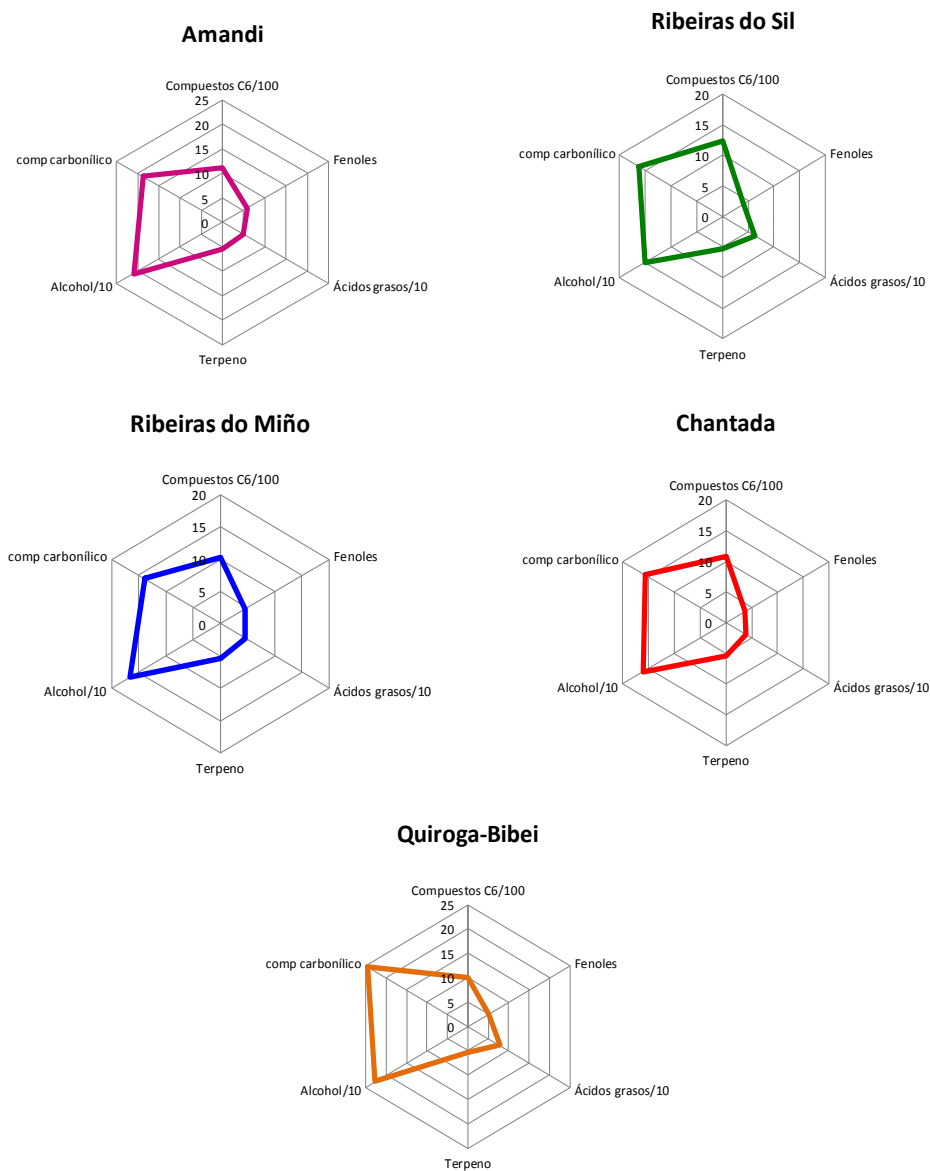 Amandi
Compuestos C6/100
25
20
15
10
5
0
Fenoles
Ácidos grasos/10
Terpeno
Alcohol/10
comp carbonílico
Ribeiras do Sil
Compuestos C6/100
20
15
10
5
0
Fenoles
Ácidos grasos/10
Terpeno
Alcohol/10
comp carbonílico
Ribeiras do Miño
Compuestos C6/100
20
15
10
5
0
Fenoles
Ácidos grasos/10
Terpeno
Alcohol/10
comp carbonílico
Chantada
Compuestos C6/100
20
15
10
5
0
Fenoles
Ácidos grasos/10
Terpeno
Alcohol/10
comp carbonílico
Quiroga-Bibei
Compuestos C6/100
25
20
15
10
5
0
Fenoles
Ácidos grasos/10
Terpeno
Alcohol/10
comp carbonílico